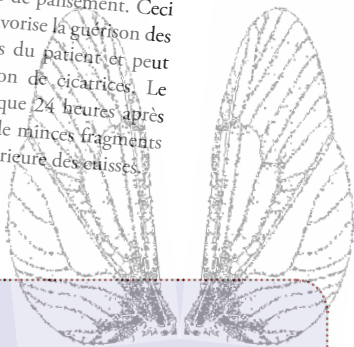 de pansement. Ceci
vorise la guérison des
s du patient et peut
on de cicatrices. Le
que 24 heures après
de minces fragments
rieure des cuisses.